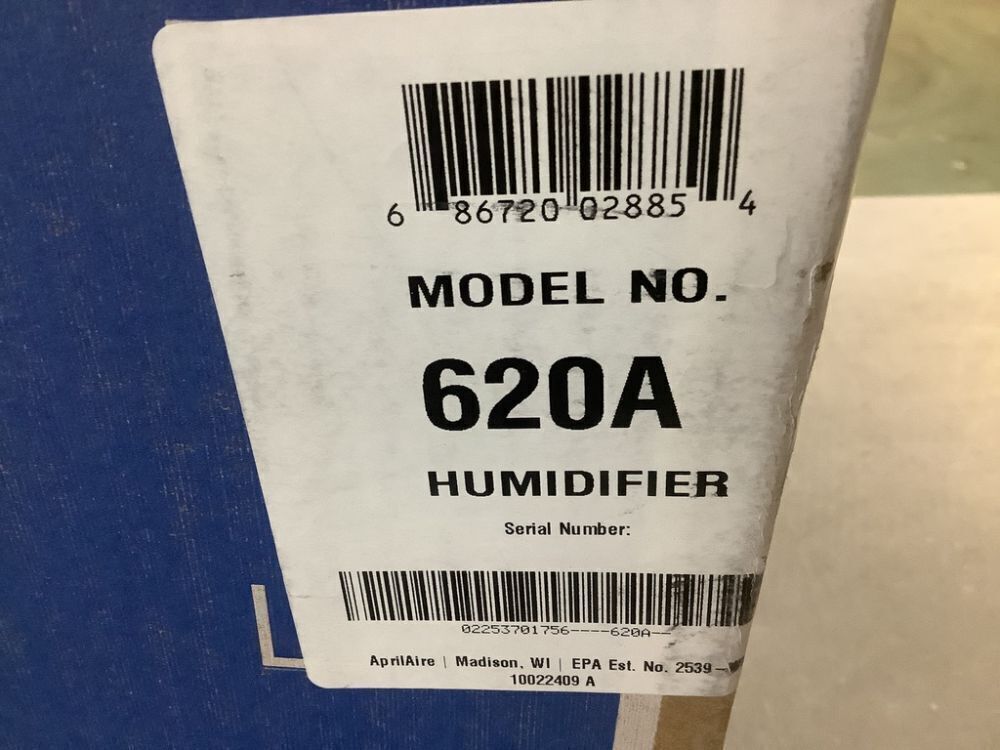 6 86720 02885 4
MODEL NO.
620A
HUMIDIFIER
Serial Number:
02253701756----620A--
AprilAire | Madison, WI | EPA Est. No. 2539-
10022409 A